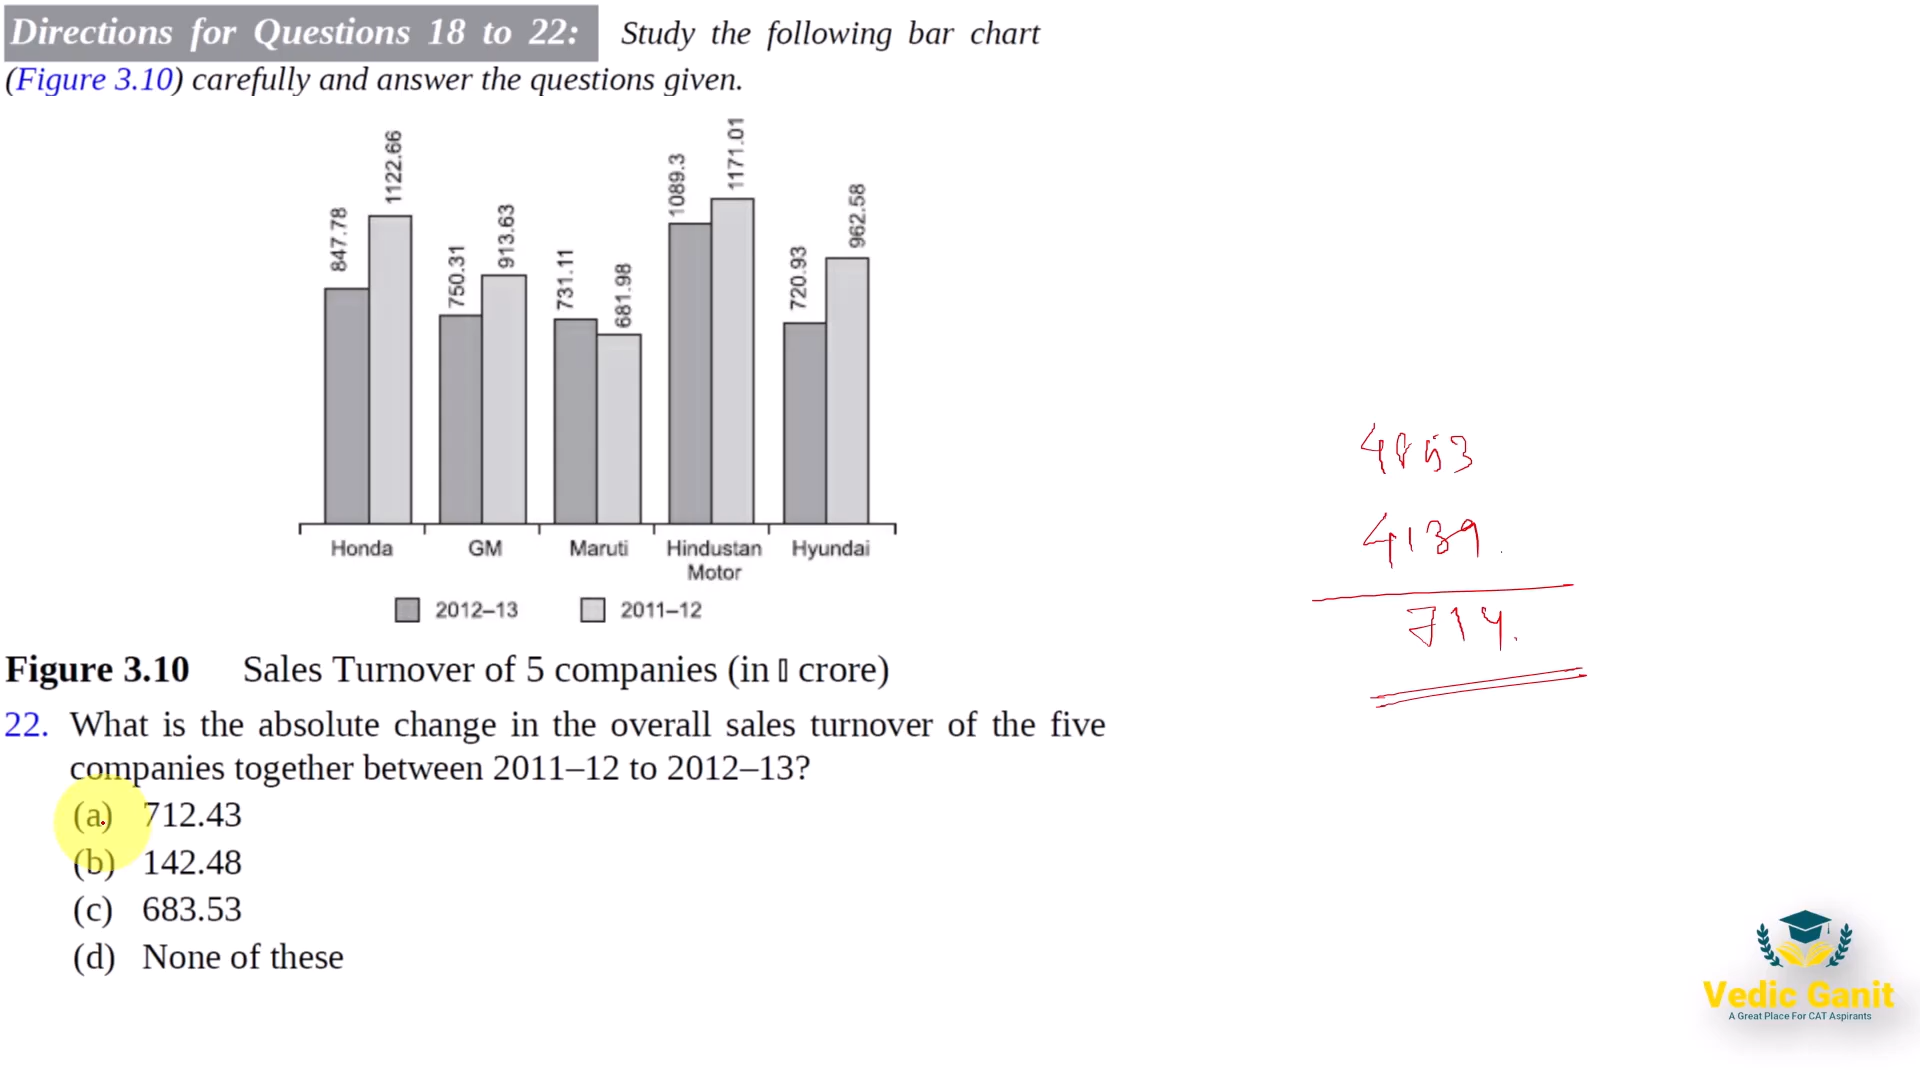 Directions for Questions 18 to 22: Study the following bar chart
(Figure 3.10) carefully and answer the questions given.
847.78
1122.66
750.31
913.63
731.11
681.98
1089.3
1171.01
720.93
962.58
Honda
GM
Maruti
Hindustan
Motor
Hyundai
2012–13
2011–12
Figure 3.10 Sales Turnover of 5 companies (in ▯ crore)
22. What is the absolute change in the overall sales turnover of the five
companies together between 2011–12 to 2012–13?
(a) 712.43
(b) 142.48
(c) 683.53
(d) None of these
4853
4139.
714.
Vedic Ganit
A Great Place For CAT Aspirants